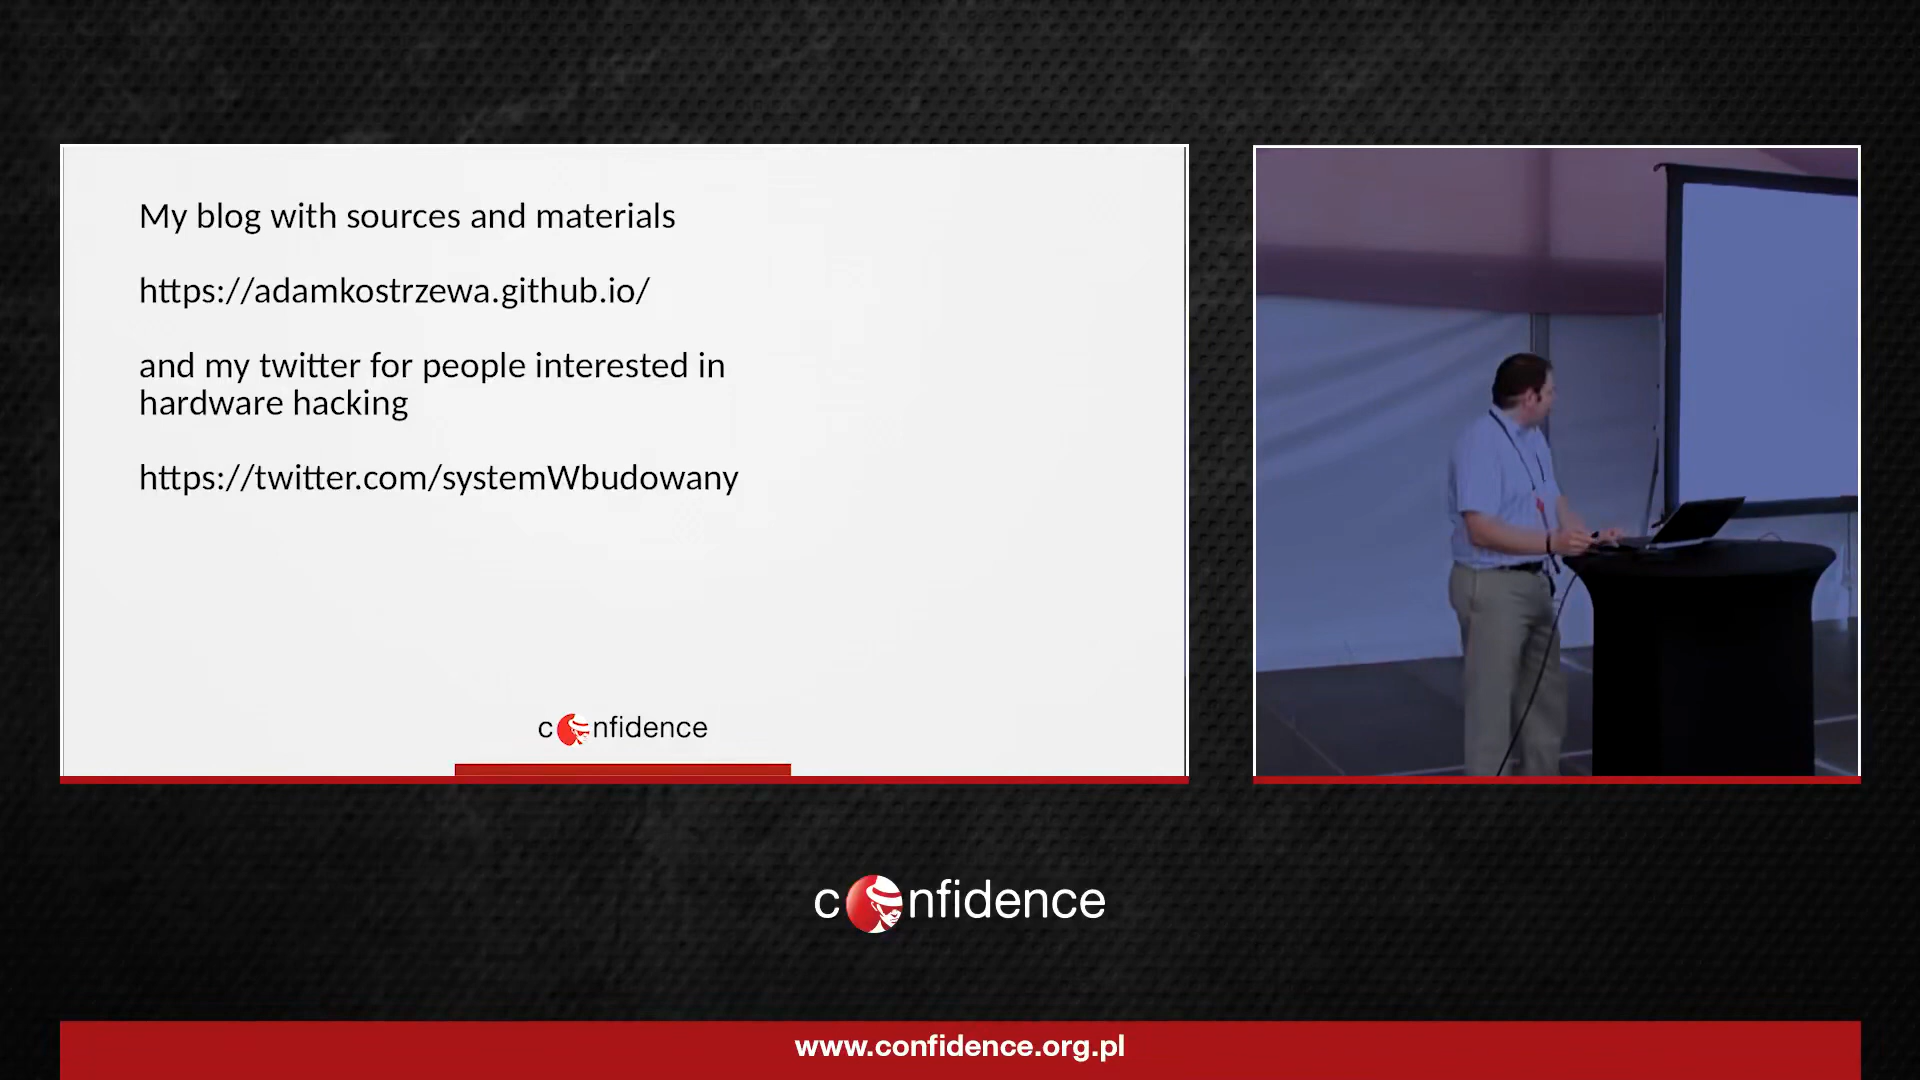 My blog with sources and materials
https://adamkostrzewa.github.io/
and my twitter for people interested in
hardware hacking
https://twitter.com/systemWbudowany
confidence
confidence
www.confidence.org.pl